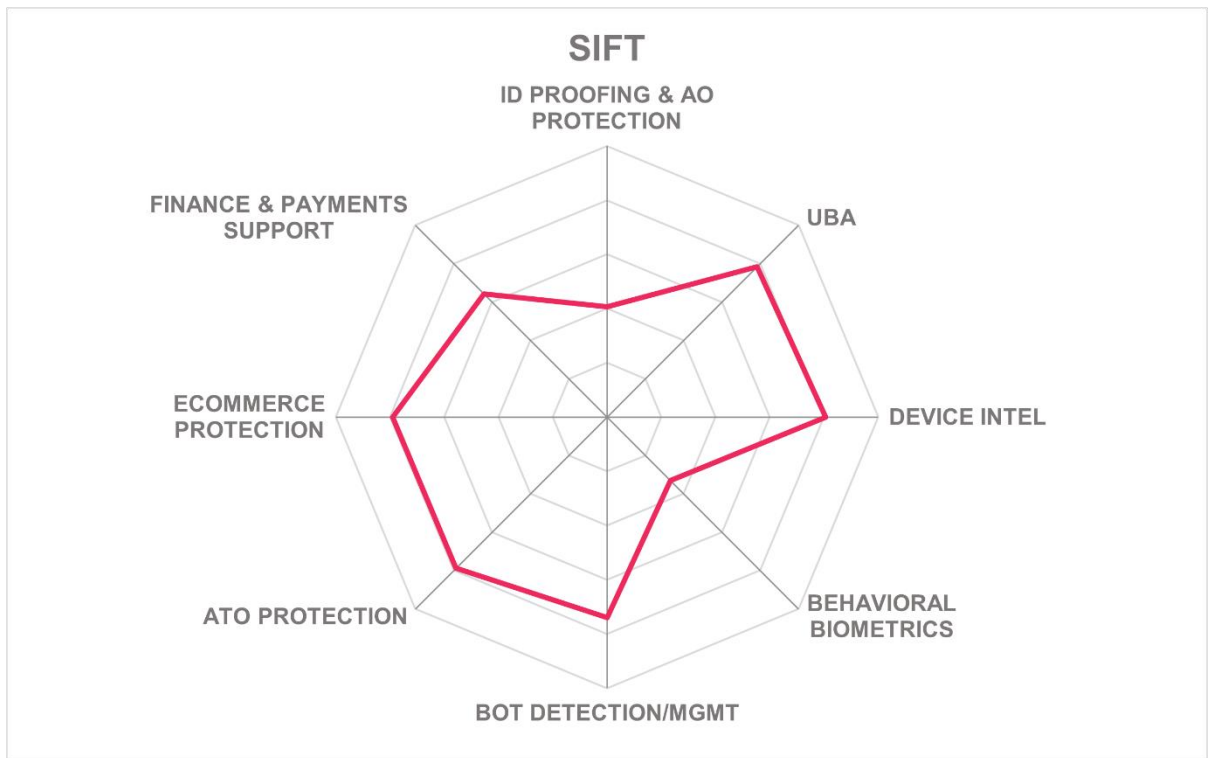 SIFT
ID PROOFING & AO
PROTECTION
UBA
DEVICE INTEL
BEHAVIORAL
BIOMETRICS
BOT DETECTION/MGMT
ATO PROTECTION
ECOMMERCE
PROTECTION
FINANCE & PAYMENTS
SUPPORT